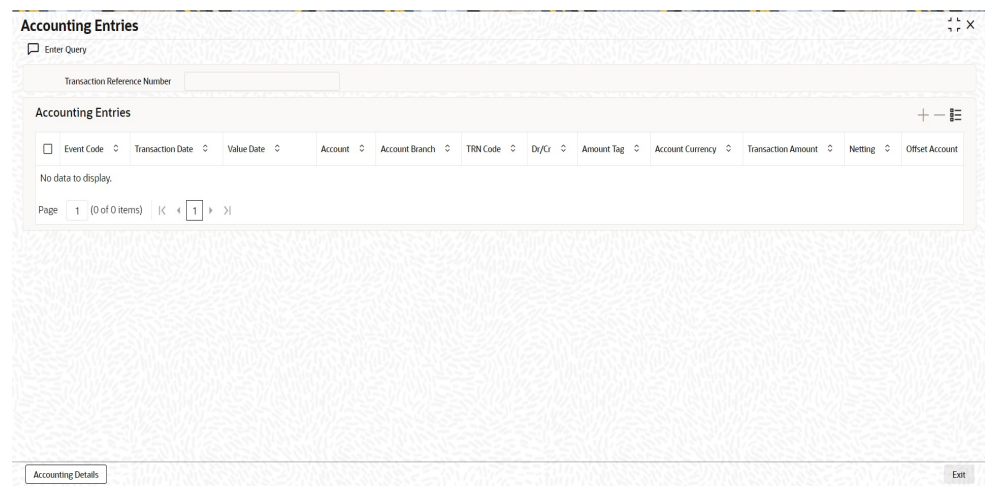 Accounting Entries
Enter Query
Transaction Reference Number
Accounting Entries
Event Code Transaction Date Value Date Account Account Branch TRN Code Dr/Cr Amount Tag Account Currency Transaction Amount Netting Offset Account
No data to display.
Page 1 (0 of 0 items) 1
Accounting Details Exit